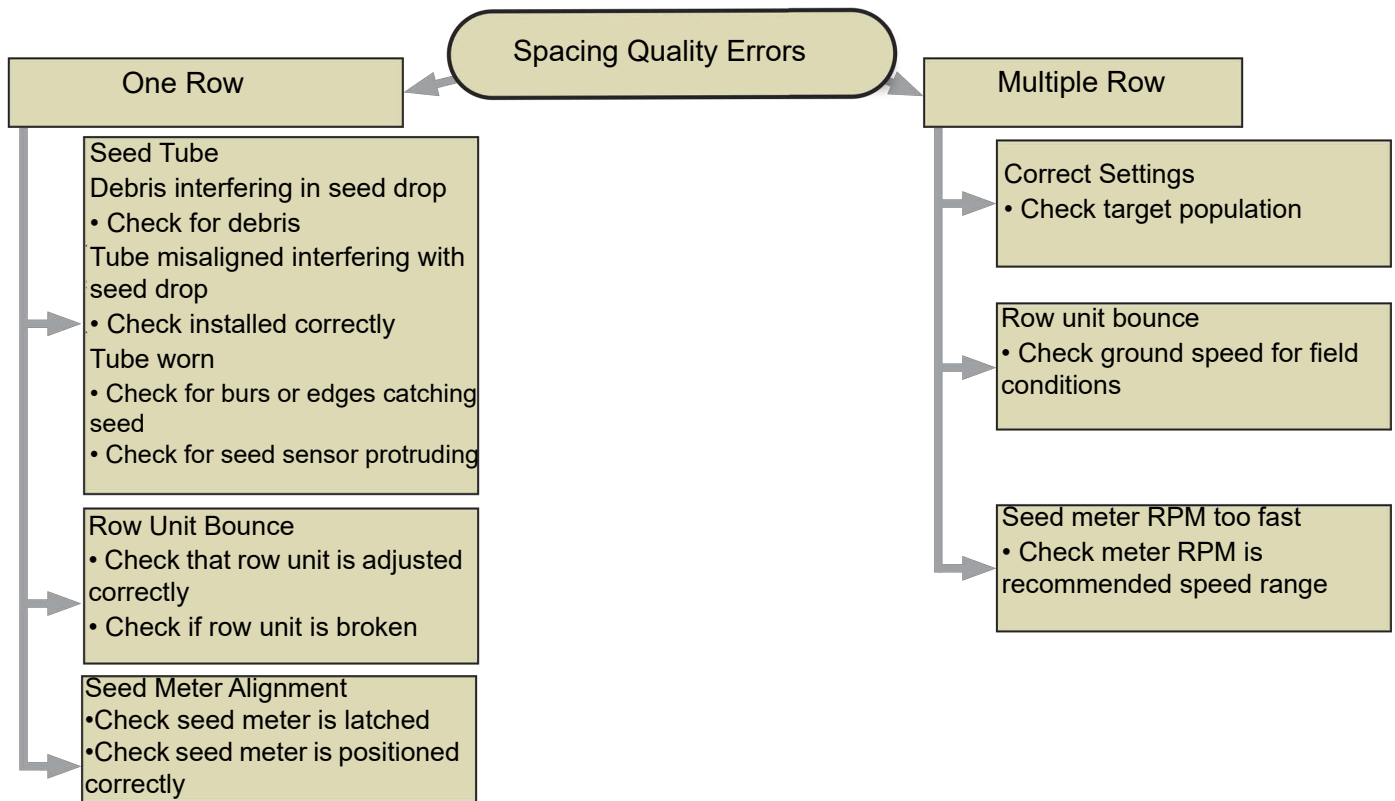 Spacing Quality Errors
One Row
Seed Tube
Debris interfering in seed drop
• Check for debris
Tube misaligned interfering with
seed drop
• Check installed correctly
Tube worn
• Check for burs or edges catching
seed
• Check for seed sensor protruding
Row Unit Bounce
• Check that row unit is adjusted
correctly
• Check if row unit is broken
Seed Meter Alignment
•Check seed meter is latched
•Check seed meter is positioned
correctly
Multiple Row
Correct Settings
• Check target population
Row unit bounce
• Check ground speed for field
conditions
Seed meter RPM too fast
• Check meter RPM is
recommended speed range